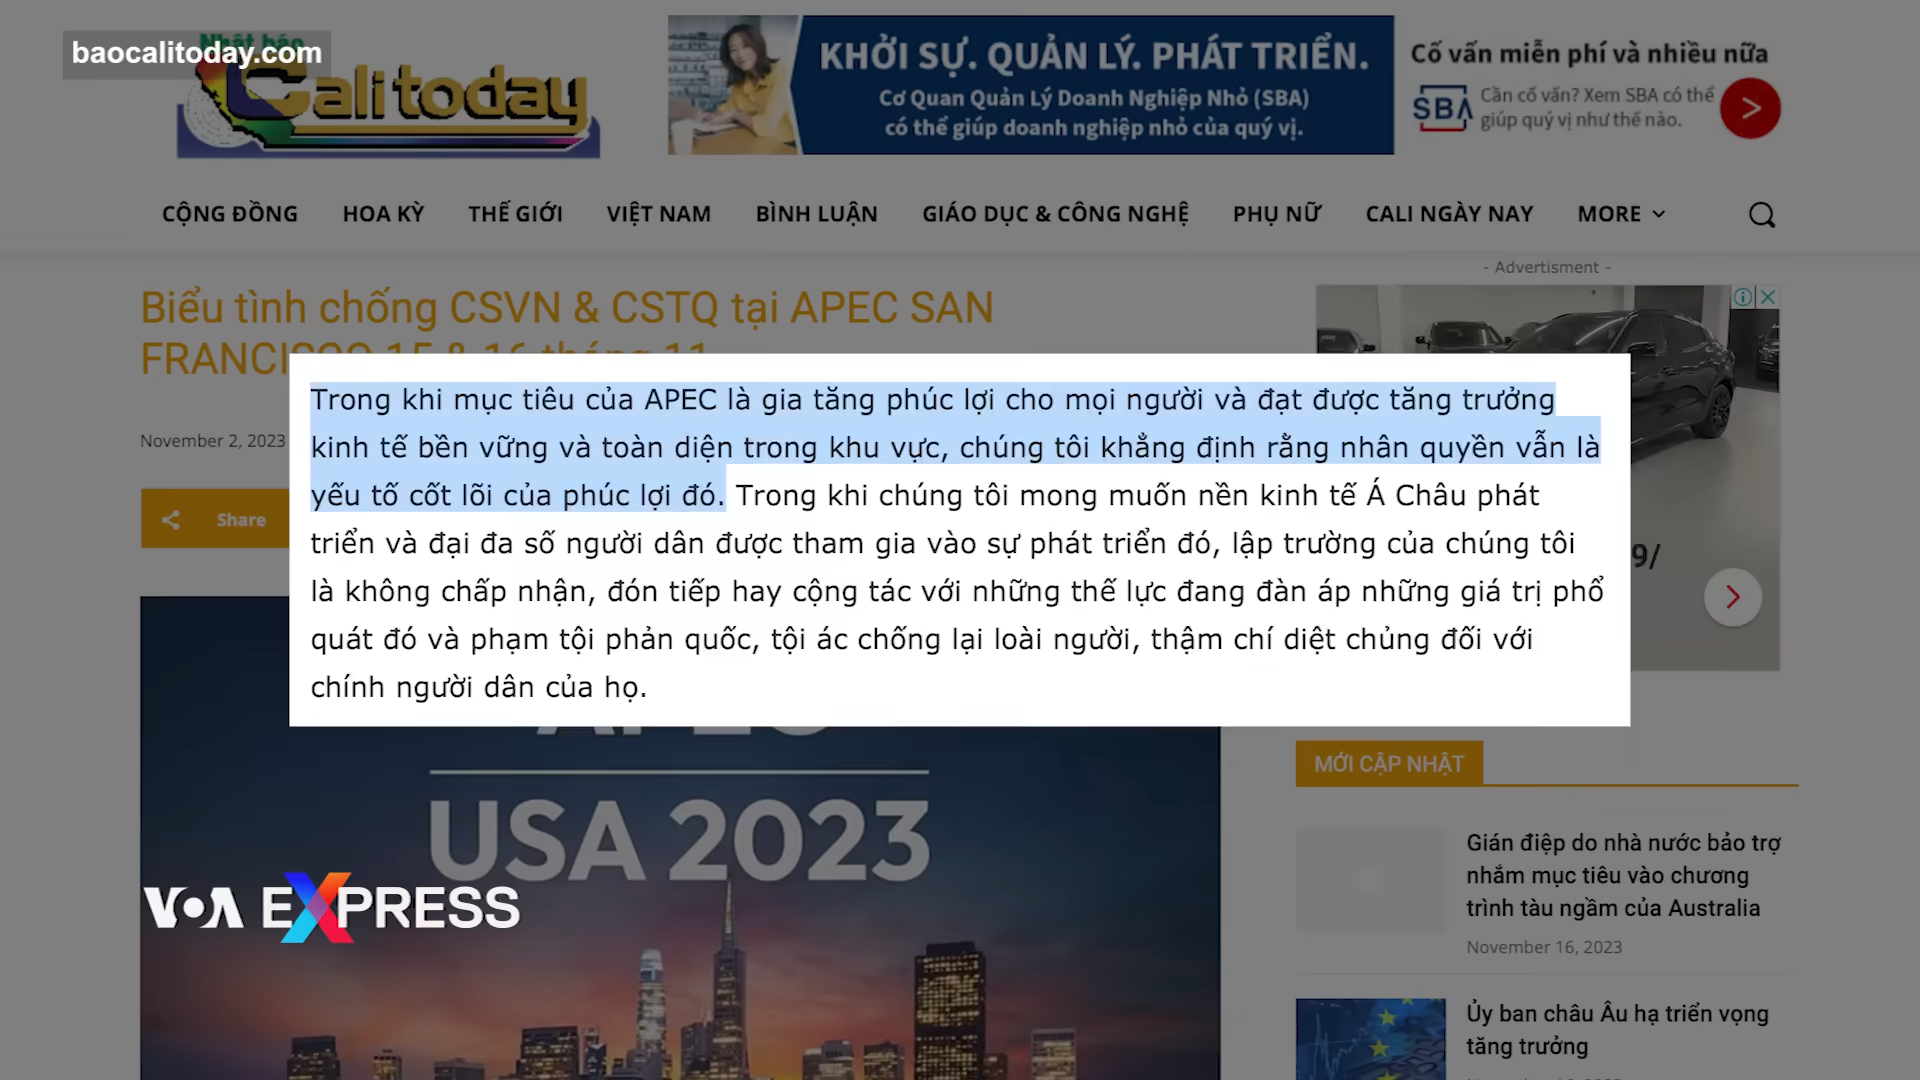 baocalitoday.com
Nhật báo
Calitoday
KHỞI SỰ. QUẢN LÝ. PHÁT TRIỂN.
Cơ Quan Quản Lý Doanh Nghiệp Nhỏ (SBA)
có thể giúp doanh nghiệp nhỏ của quý vị.
Cố vấn miễn phí và nhiều nữa
SBA
Cần cố vấn? Xem SBA có thể
giúp quý vị như thế nào.
CỘNG ĐỒNG HOA KỲ THẾ GIỚI VIỆT NAM BÌNH LUẬN GIÁO DỤC & CÔNG NGHỆ PHỤ NỮ CALI NGÀY NAY MORE
- Advertisment -
Biểu tình chống CSVN & CSTQ tại APEC SAN
FRANCISCO 15 & 16 tháng 11
November 2, 2023
Share
Trong khi mục tiêu của APEC là gia tăng phúc lợi cho mọi người và đạt được tăng trưởng
kinh tế bền vững và toàn diện trong khu vực, chúng tôi khẳng định rằng nhân quyền vẫn là
yếu tố cốt lõi của phúc lợi đó. Trong khi chúng tôi mong muốn nền kinh tế Á Châu phát
triển và đại đa số người dân được tham gia vào sự phát triển đó, lập trường của chúng tôi
là không chấp nhận, đón tiếp hay cộng tác với những thế lực đang đàn áp những giá trị phổ
quát đó và phạm tội phản quốc, tội ác chống lại loài người, thậm chí diệt chủng đối với
chính người dân của họ.
9/
APEC
USA 2023
VOA EXPRESS
MỚI CẬP NHẬT
Gián điệp do nhà nước bảo trợ
nhắm mục tiêu vào chương
trình tàu ngầm của Australia
November 16, 2023
Ủy ban châu Âu hạ triển vọng
tăng trưởng